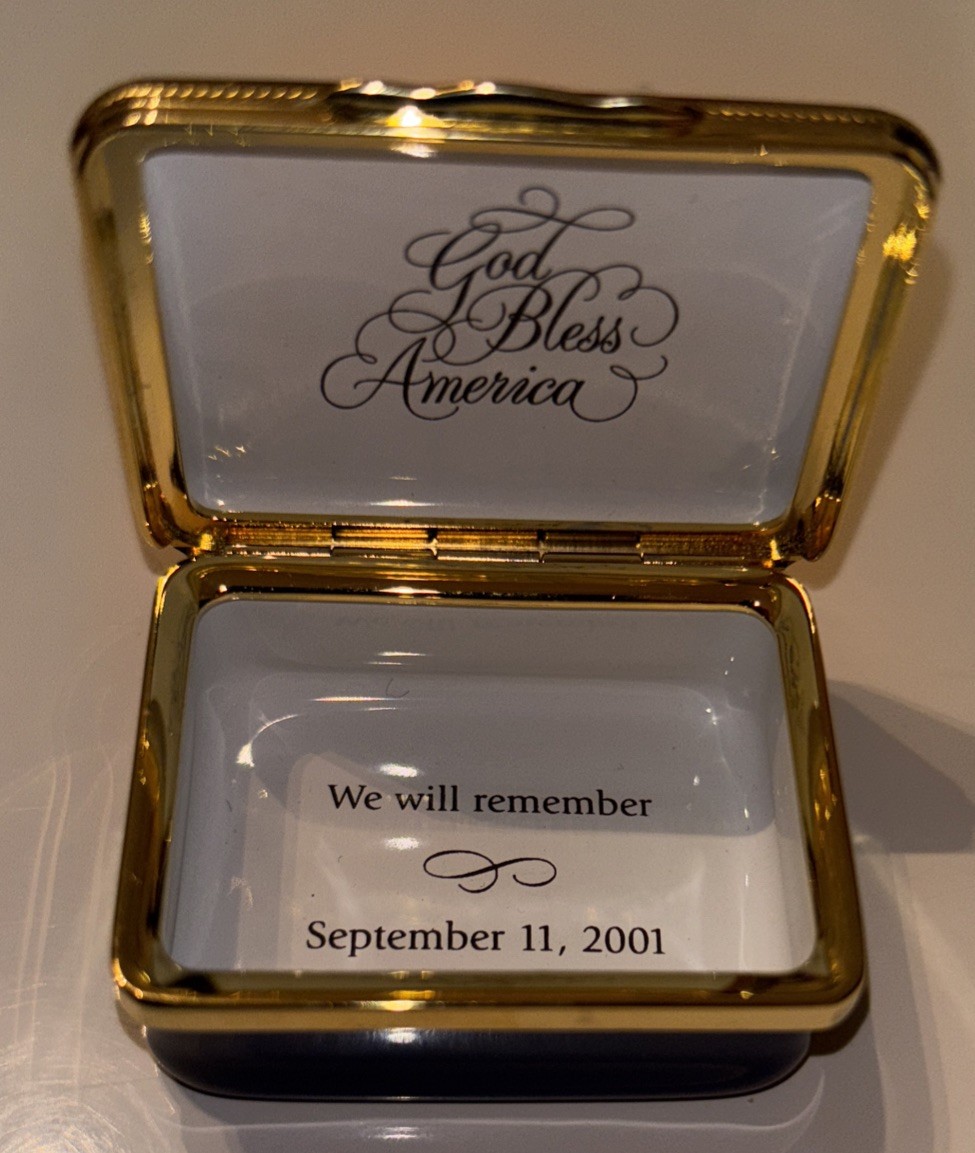 God
Bless
America
We will remember
September 11, 2001